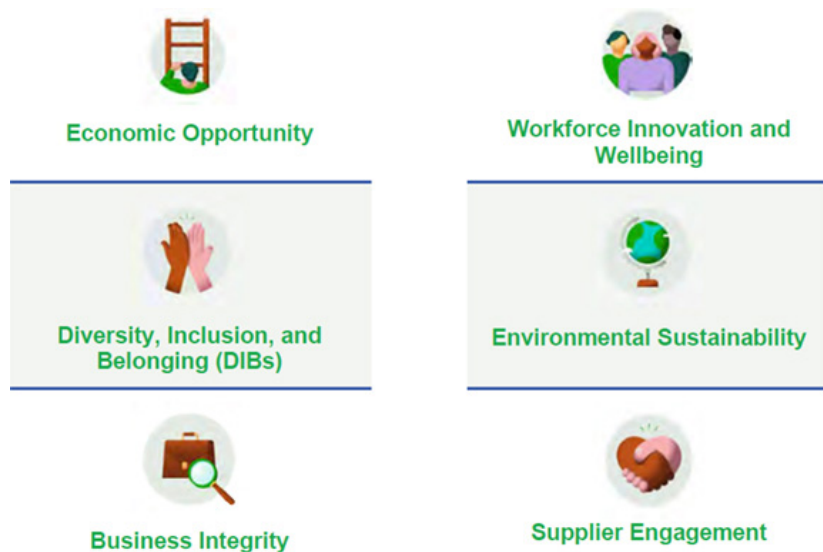 Economic Opportunity
Workforce Innovation and
Wellbeing
Diversity, Inclusion, and
Belonging (DIBs)
Environmental Sustainability
Business Integrity
Supplier Engagement